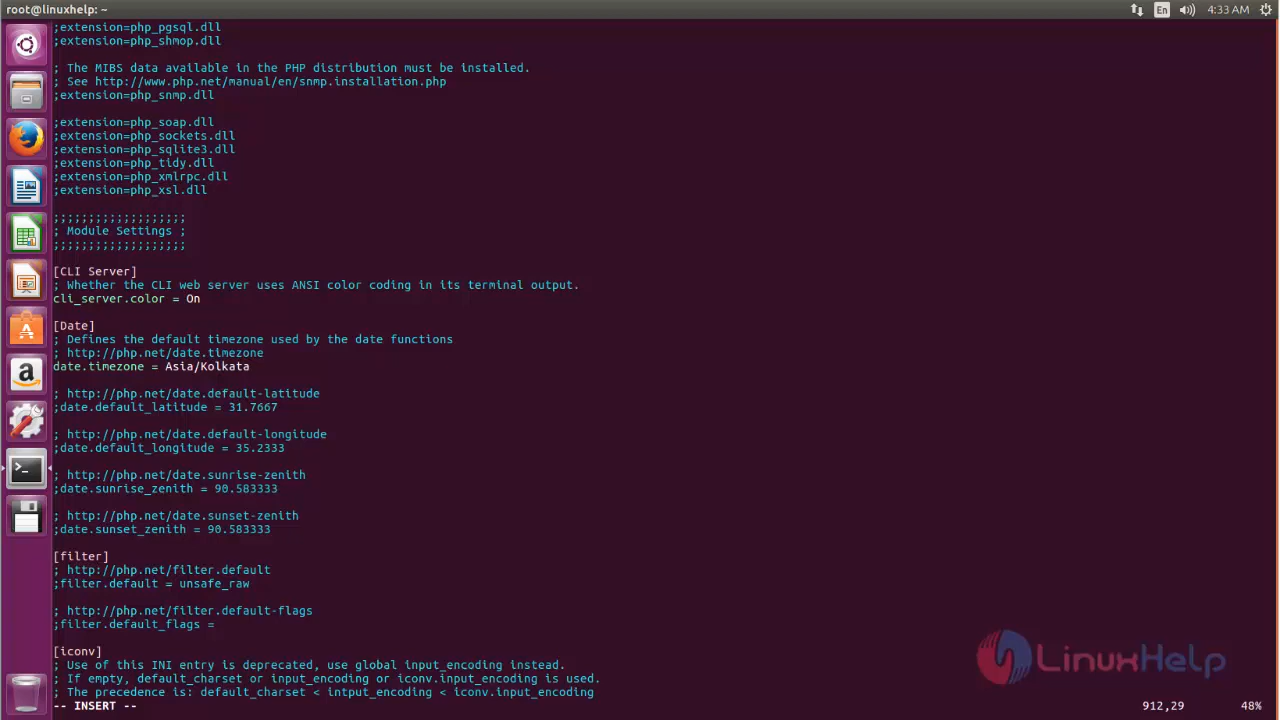 root@linuxhelp: ~
En
4:33 AM
;extension=php_pgsql.dll
;extension=php_shmop.dll
; The MIBS data available in the PHP distribution must be installed.
; See http://www.php.net/manual/en/snmp.installation.php
;extension=php_snmp.dll
;extension=php_soap.dll
;extension=php_sockets.dll
;extension=php_sqlite3.dll
;extension=php_tidy.dll
;extension=php_xmlrpc.dll
;extension=php_xsl.dll
;;;;;;;;;;;;;;;;;;;
; Module Settings ;
;;;;;;;;;;;;;;;;;;;
[CLI Server]
; Whether the CLI web server uses ANSI color coding in its terminal output.
cli_server.color = On
[Date]
; Defines the default timezone used by the date functions
; http://php.net/date.timezone
date.timezone = Asia/Kolkata
; http://php.net/date.default-latitude
;date.default_latitude = 31.7667
; http://php.net/date.default-longitude
;date.default_longitude = 35.2333
; http://php.net/date.sunrise-zenith
;date.sunrise_zenith = 90.583333
; http://php.net/date.sunset-zenith
;date.sunset_zenith = 90.583333
[filter]
; http://php.net/filter.default
;filter.default = unsafe_raw
; http://php.net/filter.default-flags
;filter.default_flags =
[iconv]
; Use of this INI entry is deprecated, use global input_encoding instead.
; If empty, default_charset or input_encoding or iconv.input_encoding is used.
; The precedence is: default_charset < intput_encoding < iconv.input_encoding
-- INSERT --
912,29
48%
LinuxHelp